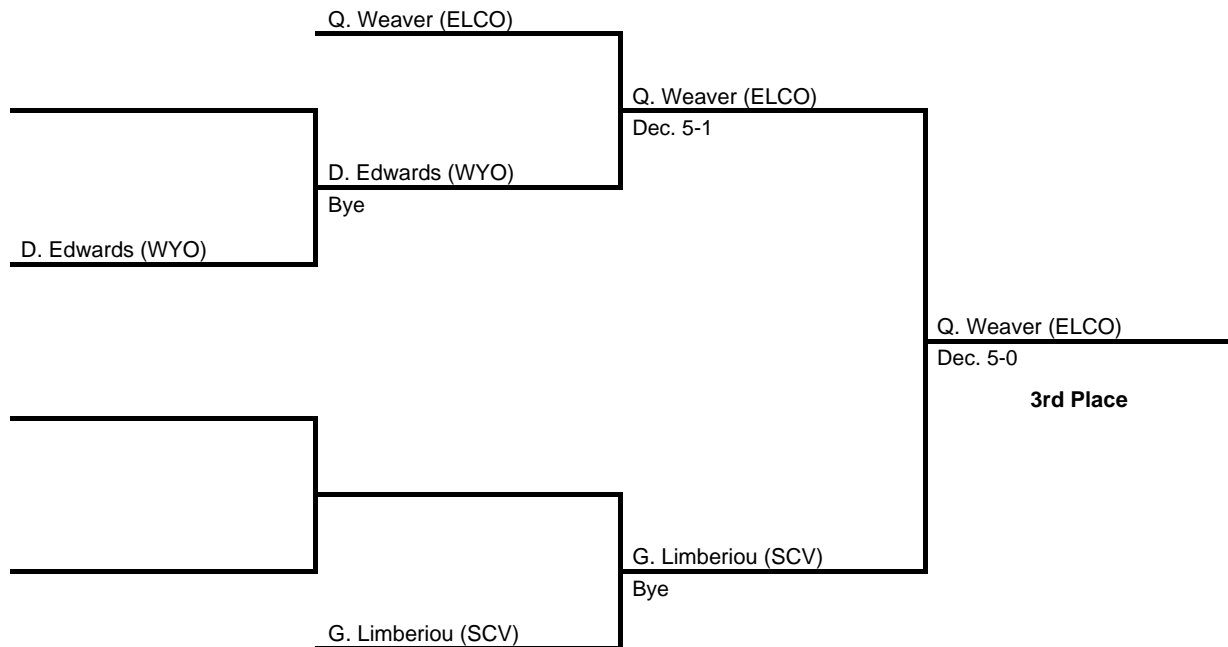 Q. Weaver (ELCO)
Q. Weaver (ELCO)
Dec. 5-1
D. Edwards (WYO)
Bye
D. Edwards (WYO)
Q. Weaver (ELCO)
Dec. 5-0
3rd Place
G. Limberiou (SCV)
Bye
G. Limberiou (SCV)